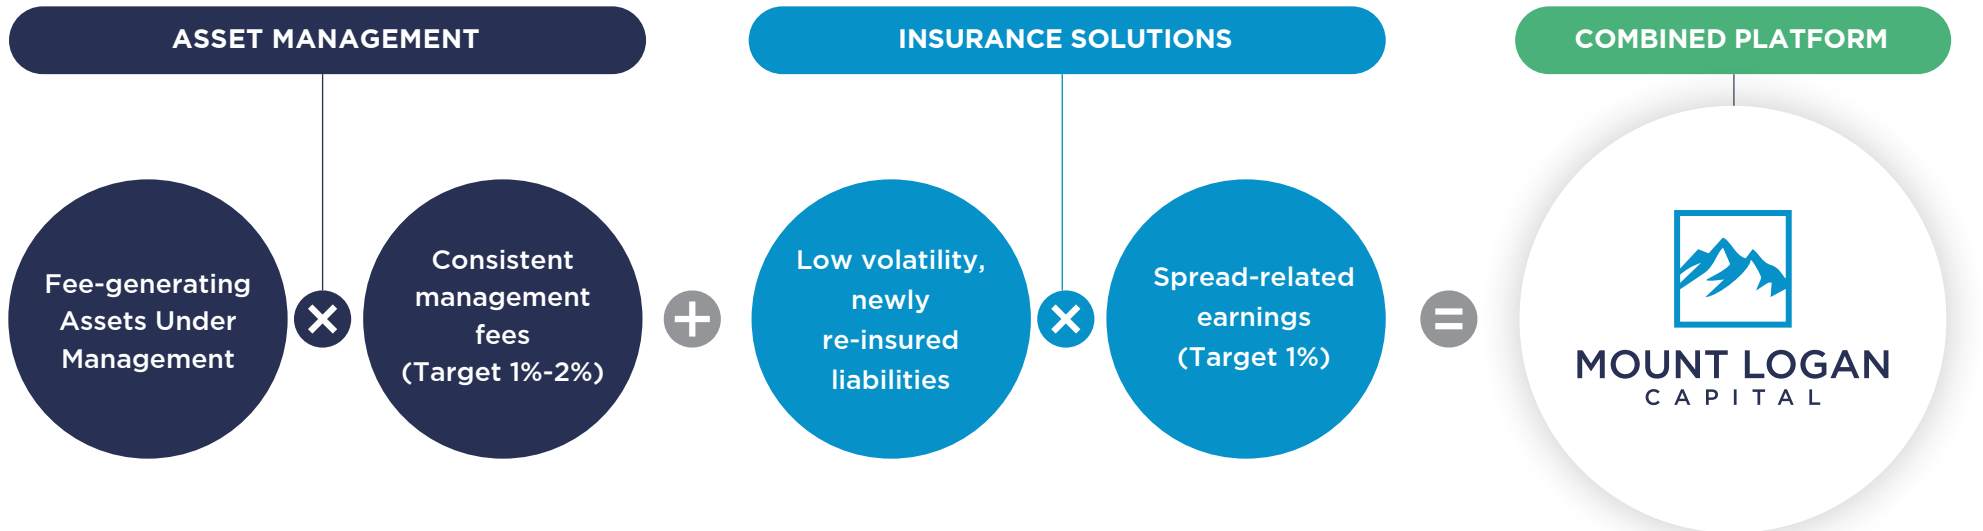 ASSET MANAGEMENT
Fee-generating
Assets Under
Management
×
Consistent
management
fees
(Target 1%-2%)
+
INSURANCE SOLUTIONS
Low volatility,
newly
re-insured
liabilities
×
Spread-related
earnings
(Target 1%)
=
COMBINED PLATFORM
MOUNT LOGAN
CAPITAL